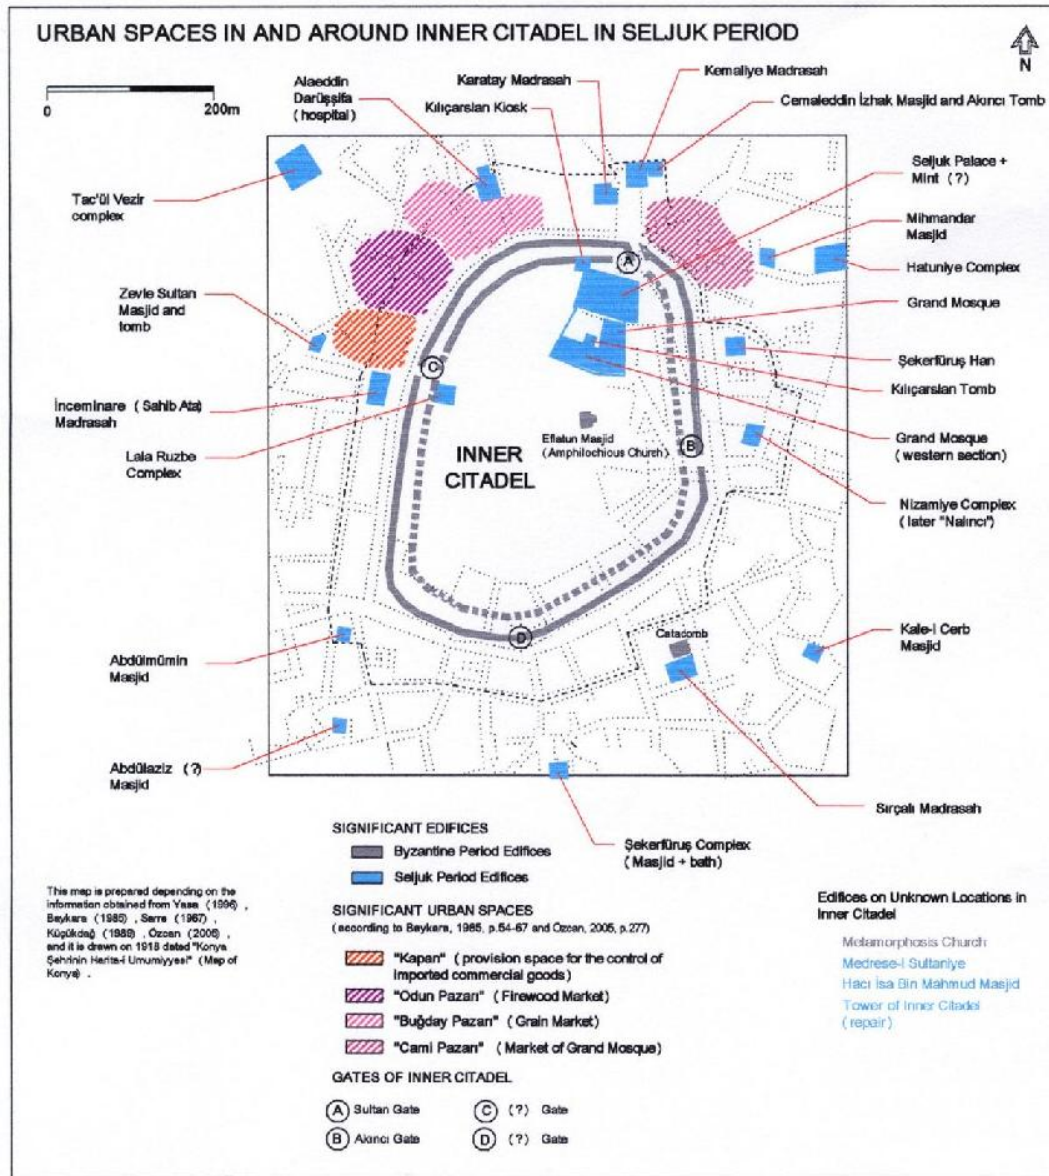 URBAN SPACES IN AND AROUND INNER CITADEL IN SELJUK PERIOD
N
0
200m
Alaeddin
Darüşşifa
(hospital)
Karatay Madrasah
Kılıçarslan Kiosk
Kemaliye Madrasah
Cemaleddin İzhak Masjid and Akıncı Tomb
Seljuk Palace +
Mint (?)
Mihmandar
Masjid
Hatuniye Complex
Grand Mosque
Şekerfüruş Han
Kılıçarslan Tomb
Grand Mosque
(western section)
Nizamiye Complex
(later "Nalıncı")
Kale-i Cerb
Masjid
Sırçalı Madrasah
Şekerfüruş Complex
(Masjid + bath)
Tac'ül Vezir
complex
Zevle Sultan
Masjid and
tomb
İnceminare (Sahib Ata)
Madrasah
Lala Ruzbe
Complex
Abdülmümin
Masjid
Abdülaziz (?)
Masjid
A
C
B
D
Eflatun Masjid
(Amphilochious Church)
INNER
CITADEL
Catacomb
SIGNIFICANT EDIFICES
Byzantine Period Edifices
Seljuk Period Edifices
SIGNIFICANT URBAN SPACES
(according to Baykara, 1985, p.54-67 and Özcan, 2005, p.277)
"Kapan" (provision space for the control of
imported commercial goods)
"Odun Pazarı" (Firewood Market)
"Buğday Pazarı" (Grain Market)
"Cami Pazarı" (Market of Grand Mosque)
GATES OF INNER CITADEL
A Sultan Gate
C (?) Gate
B Akıncı Gate
D (?) Gate
This map is prepared depending on the
information obtained from Yasa (1996) ,
Baykara (1985) , Sarre (1967) ,
Küçükdağ (1989) , Özcan (2005) ,
and it is drawn on 1918 dated "Konya
Şehrinin Harita-i Umumiyyesi" (Map of
Konya) .
Edifices on Unknown Locations in
Inner Citadel
Metamorphosis Church
Medrese-i Sultaniye
Hacı İsa Bin Mahmud Masjid
Tower of Inner Citadel
(repair)